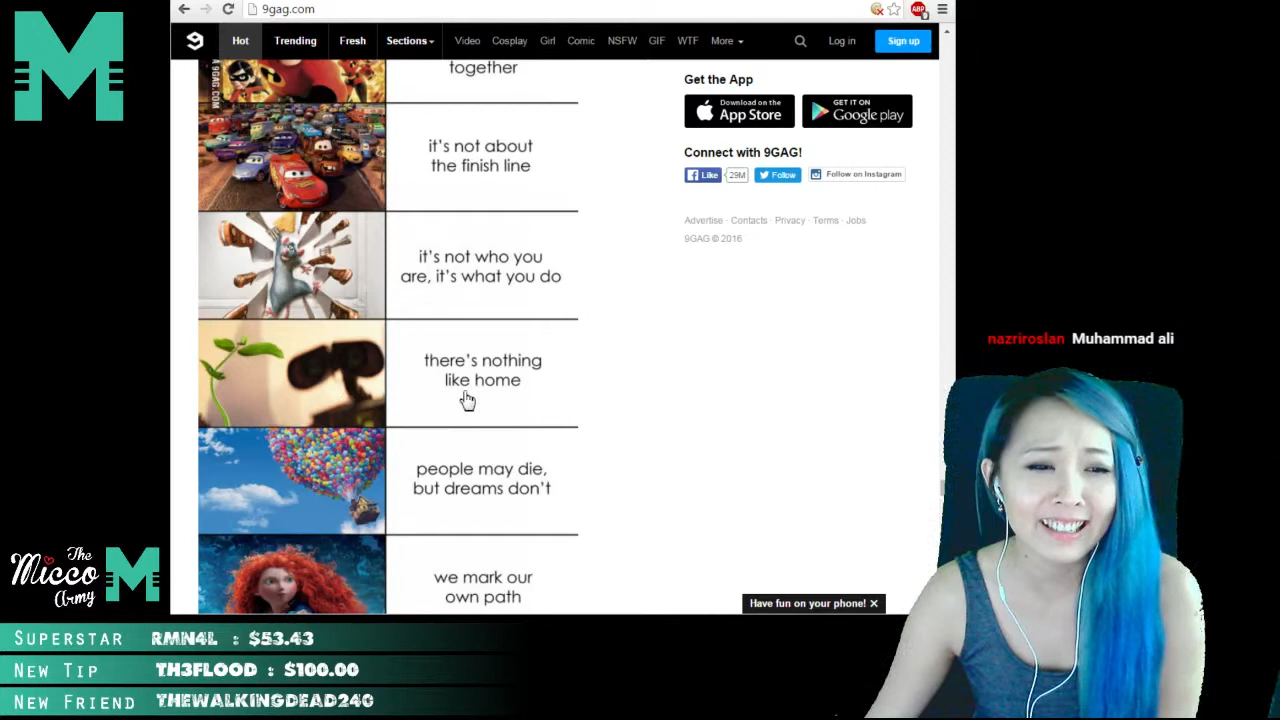 9gag.com
ABP
Hot Trending Fresh Sections Video Cosplay Girl Comic NSFW GIF WTF More Log in Sign up
together
A 9GAG.COM
it's not about
the finish line
it's not who you
are, it's what you do
there's nothing
like home
people may die,
but dreams don't
we mark our
own path
Get the App
Download on the
App Store
GET IT ON
Google play
Connect with 9GAG!
Like 29M Follow Follow on Instagram
Advertise · Contacts · Privacy · Terms · Jobs
9GAG © 2016
nazriroslan Muhammad ali
Have fun on your phone! ×
M
The
Micco
Army
M
Superstar RMN4L : $53.43
New Tip TH3FLOOD : $100.00
New Friend THEWALKINGDEAD240